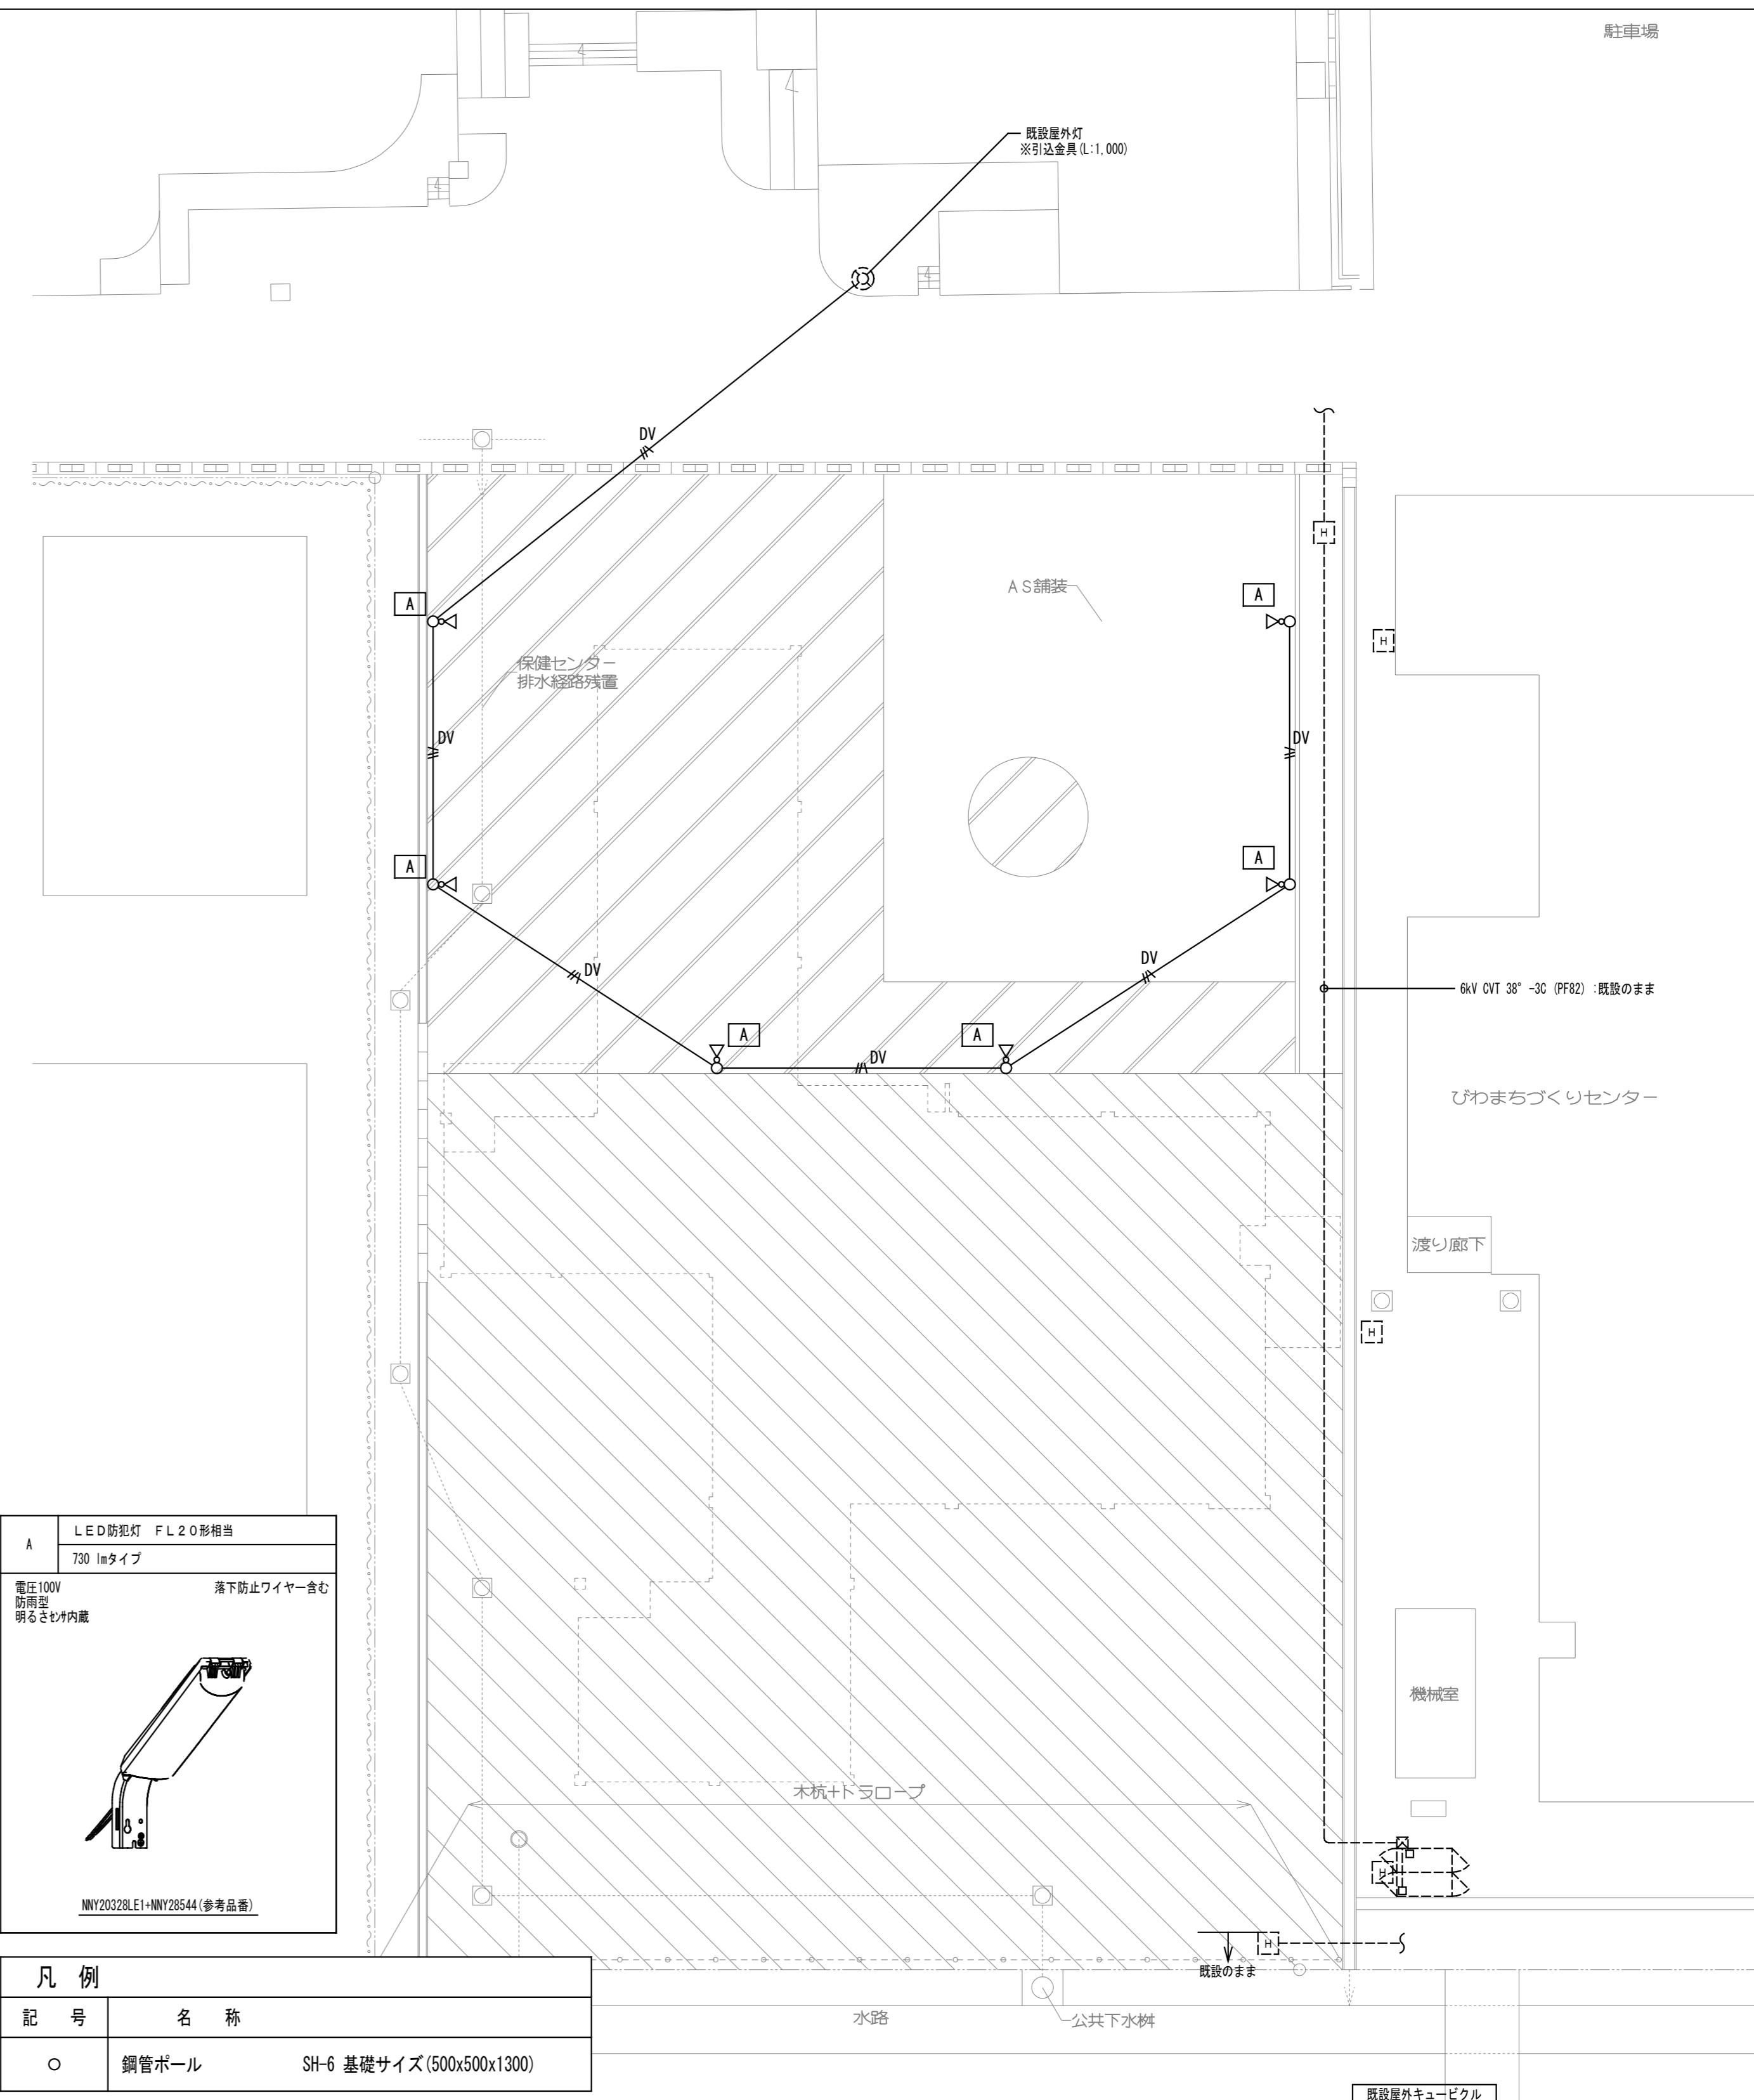 駐車場
既設屋外灯
※引込金具(L:1,000)
DV
A
A
AS舗装
保健センター
排水経路残置
H
H
DV
DV
A
A
DV
DV
A
A
DV
6kV CVT 38°-3C (PF82) :既設のまま
びわまちづくりセンター
渡り廊下
H
機械室
木杭+トラロープ
H
H
既設のまま
水路
公共下水桝
既設屋外キュービクル
A
LED防犯灯 FL20形相当
730 lmタイプ
電圧100V
落下防止ワイヤー含む
防雨型
明るさセンサ内蔵
NNY20328LE1+NNY28544(参考品番)
凡 例
記 号
名 称
○
鋼管ポール SH-6 基礎サイズ(500x500x1300)